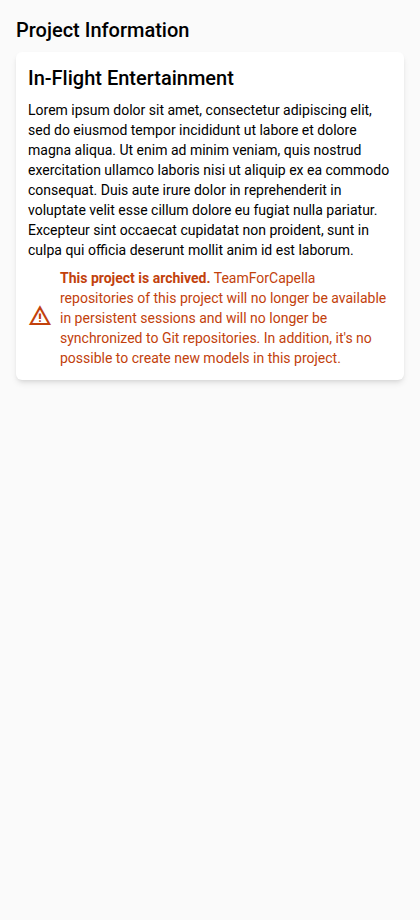 Project Information
In-Flight Entertainment
Lorem ipsum dolor sit amet, consectetur adipiscing elit,
sed do eiusmod tempor incididunt ut labore et dolore
magna aliqua. Ut enim ad minim veniam, quis nostrud
exercitation ullamco laboris nisi ut aliquip ex ea commodo
consequat. Duis aute irure dolor in reprehenderit in
voluptate velit esse cillum dolore eu fugiat nulla pariatur.
Excepteur sint occaecat cupidatat non proident, sunt in
culpa qui officia deserunt mollit anim id est laborum.
This project is archived. TeamForCapella
repositories of this project will no longer be available
in persistent sessions and will no longer be
synchronized to Git repositories. In addition, it's no
possible to create new models in this project.